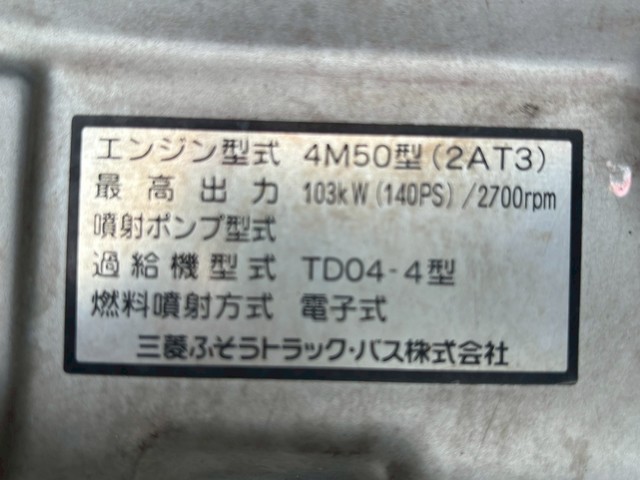 エンジン型式 4M50型(2AT3)
最高出力 103kW(140PS)/2700rpm
噴射ポンプ型式
過給機型式 TD04-4型
燃料噴射方式 電子式
三菱ふそうトラック・バス株式会社